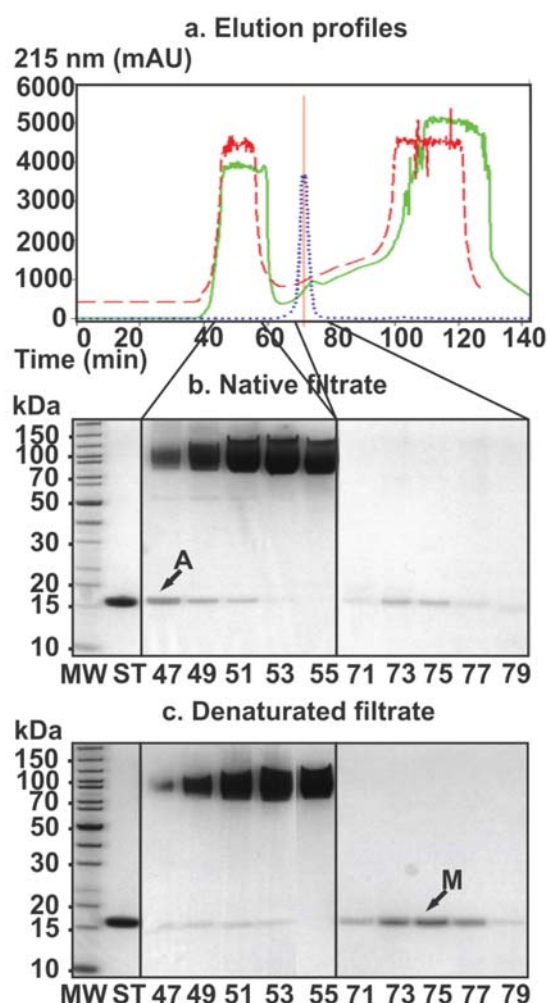 a. Elution profiles
215 nm (mAU)
6000
5000
4000
3000
2000
1000
0
0 20 40 60 80 100 120 140
Time (min)
b. Native filtrate
kDa
150
100
70
50
30
20
15
10
A
MW ST 47 49 51 53 55 71 73 75 77 79
c. Denaturated filtrate
kDa
150
100
70
50
30
20
15
10
M
MW ST 47 49 51 53 55 71 73 75 77 79